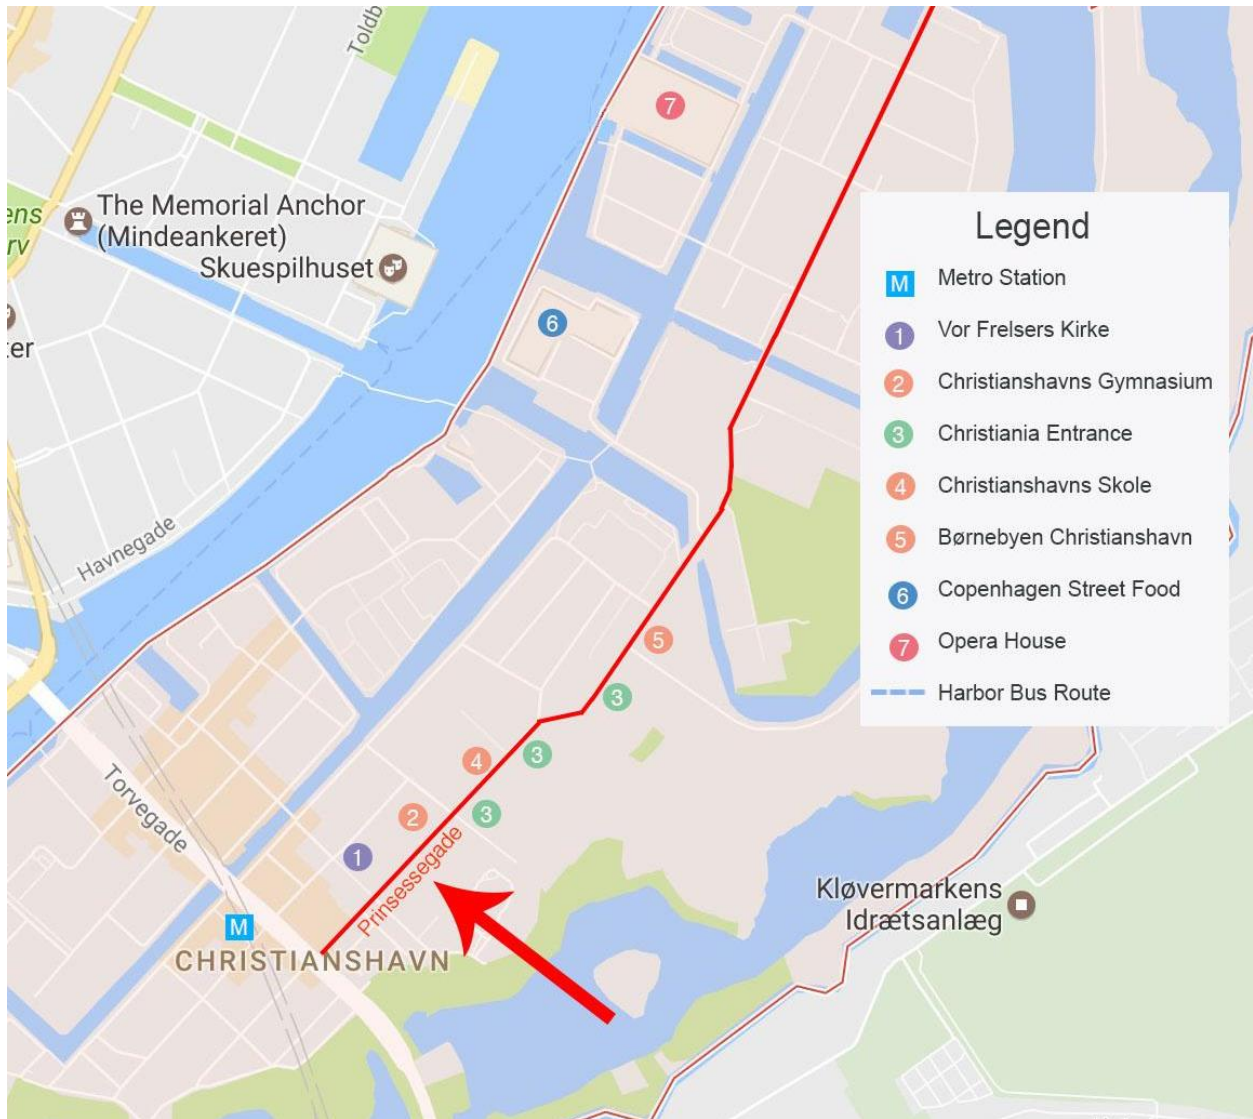 Toldb
ens
rv
The Memorial Anchor
(Mindeankeret)
Skuespilhuset
ter
7
6
Havnegade
Torvegade
5
3
4
3
2
3
1
Prinsessegade
M
CHRISTIANSHAVN
Kløvermarkens
Idrætsanlæg
Legend
M Metro Station
1 Vor Frelsers Kirke
2 Christianshavns Gymnasium
3 Christiania Entrance
4 Christianshavns Skole
5 Børnebyen Christianshavn
6 Copenhagen Street Food
7 Opera House
Harbor Bus Route